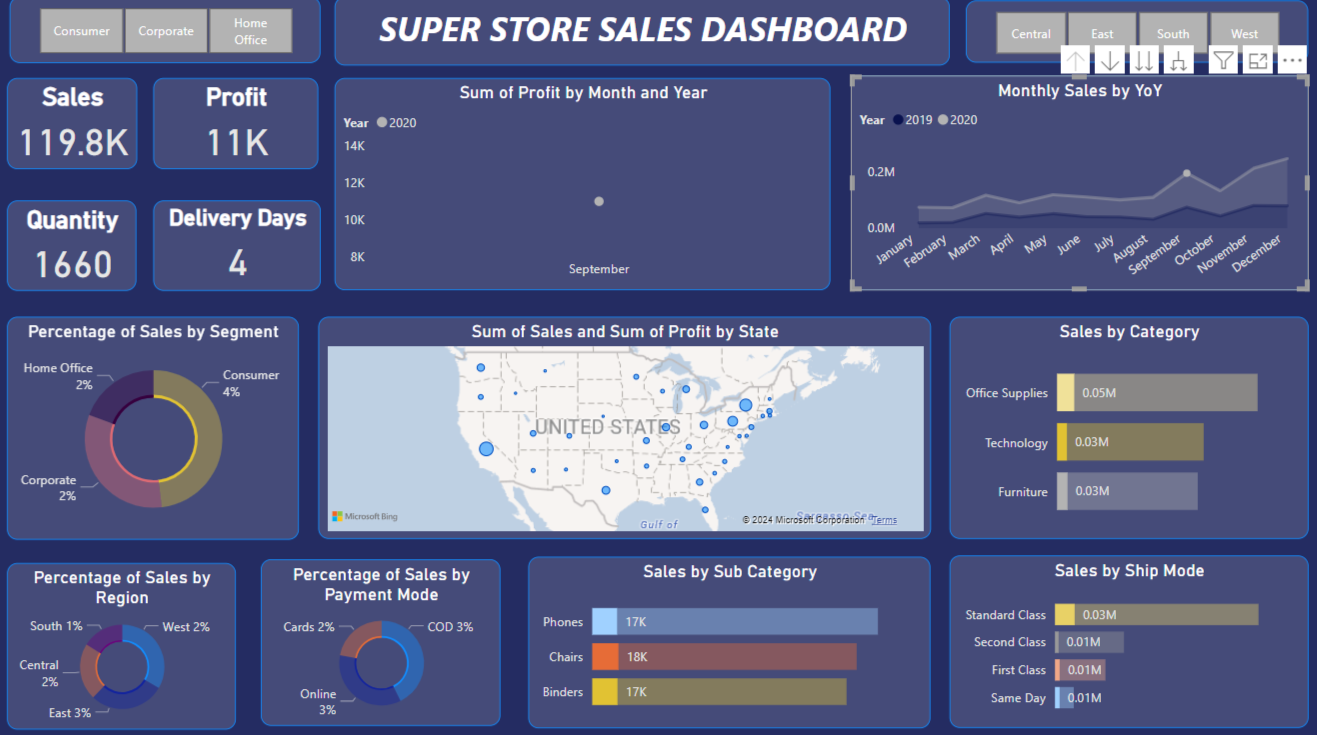 Consumer
Corporate
Home
Office
SUPER STORE SALES DASHBOARD
Central
East
South
West
Sales
119.8K
Profit
11K
Quantity
1660
Delivery Days
4
Sum of Profit by Month and Year
Year 2020
14K
12K
10K
8K
September
Monthly Sales by YoY
Year 2019 2020
0.2M
0.0M
January
February
March
April
May
June
July
August
September
October
November
December
Percentage of Sales by Segment
Home Office
2%
Consumer
4%
Corporate
2%
Sum of Sales and Sum of Profit by State
UNITED STATES
Microsoft Bing
Gulf of
Sargasso Sea
© 2024 Microsoft Corporation Terms
Sales by Category
Office Supplies 0.05M
Technology 0.03M
Furniture 0.03M
Percentage of Sales by
Region
South 1%
West 2%
Central
2%
East 3%
Percentage of Sales by
Payment Mode
Cards 2%
COD 3%
Online
3%
Sales by Sub Category
Phones 17K
Chairs 18K
Binders 17K
Sales by Ship Mode
Standard Class 0.03M
Second Class 0.01M
First Class 0.01M
Same Day 0.01M